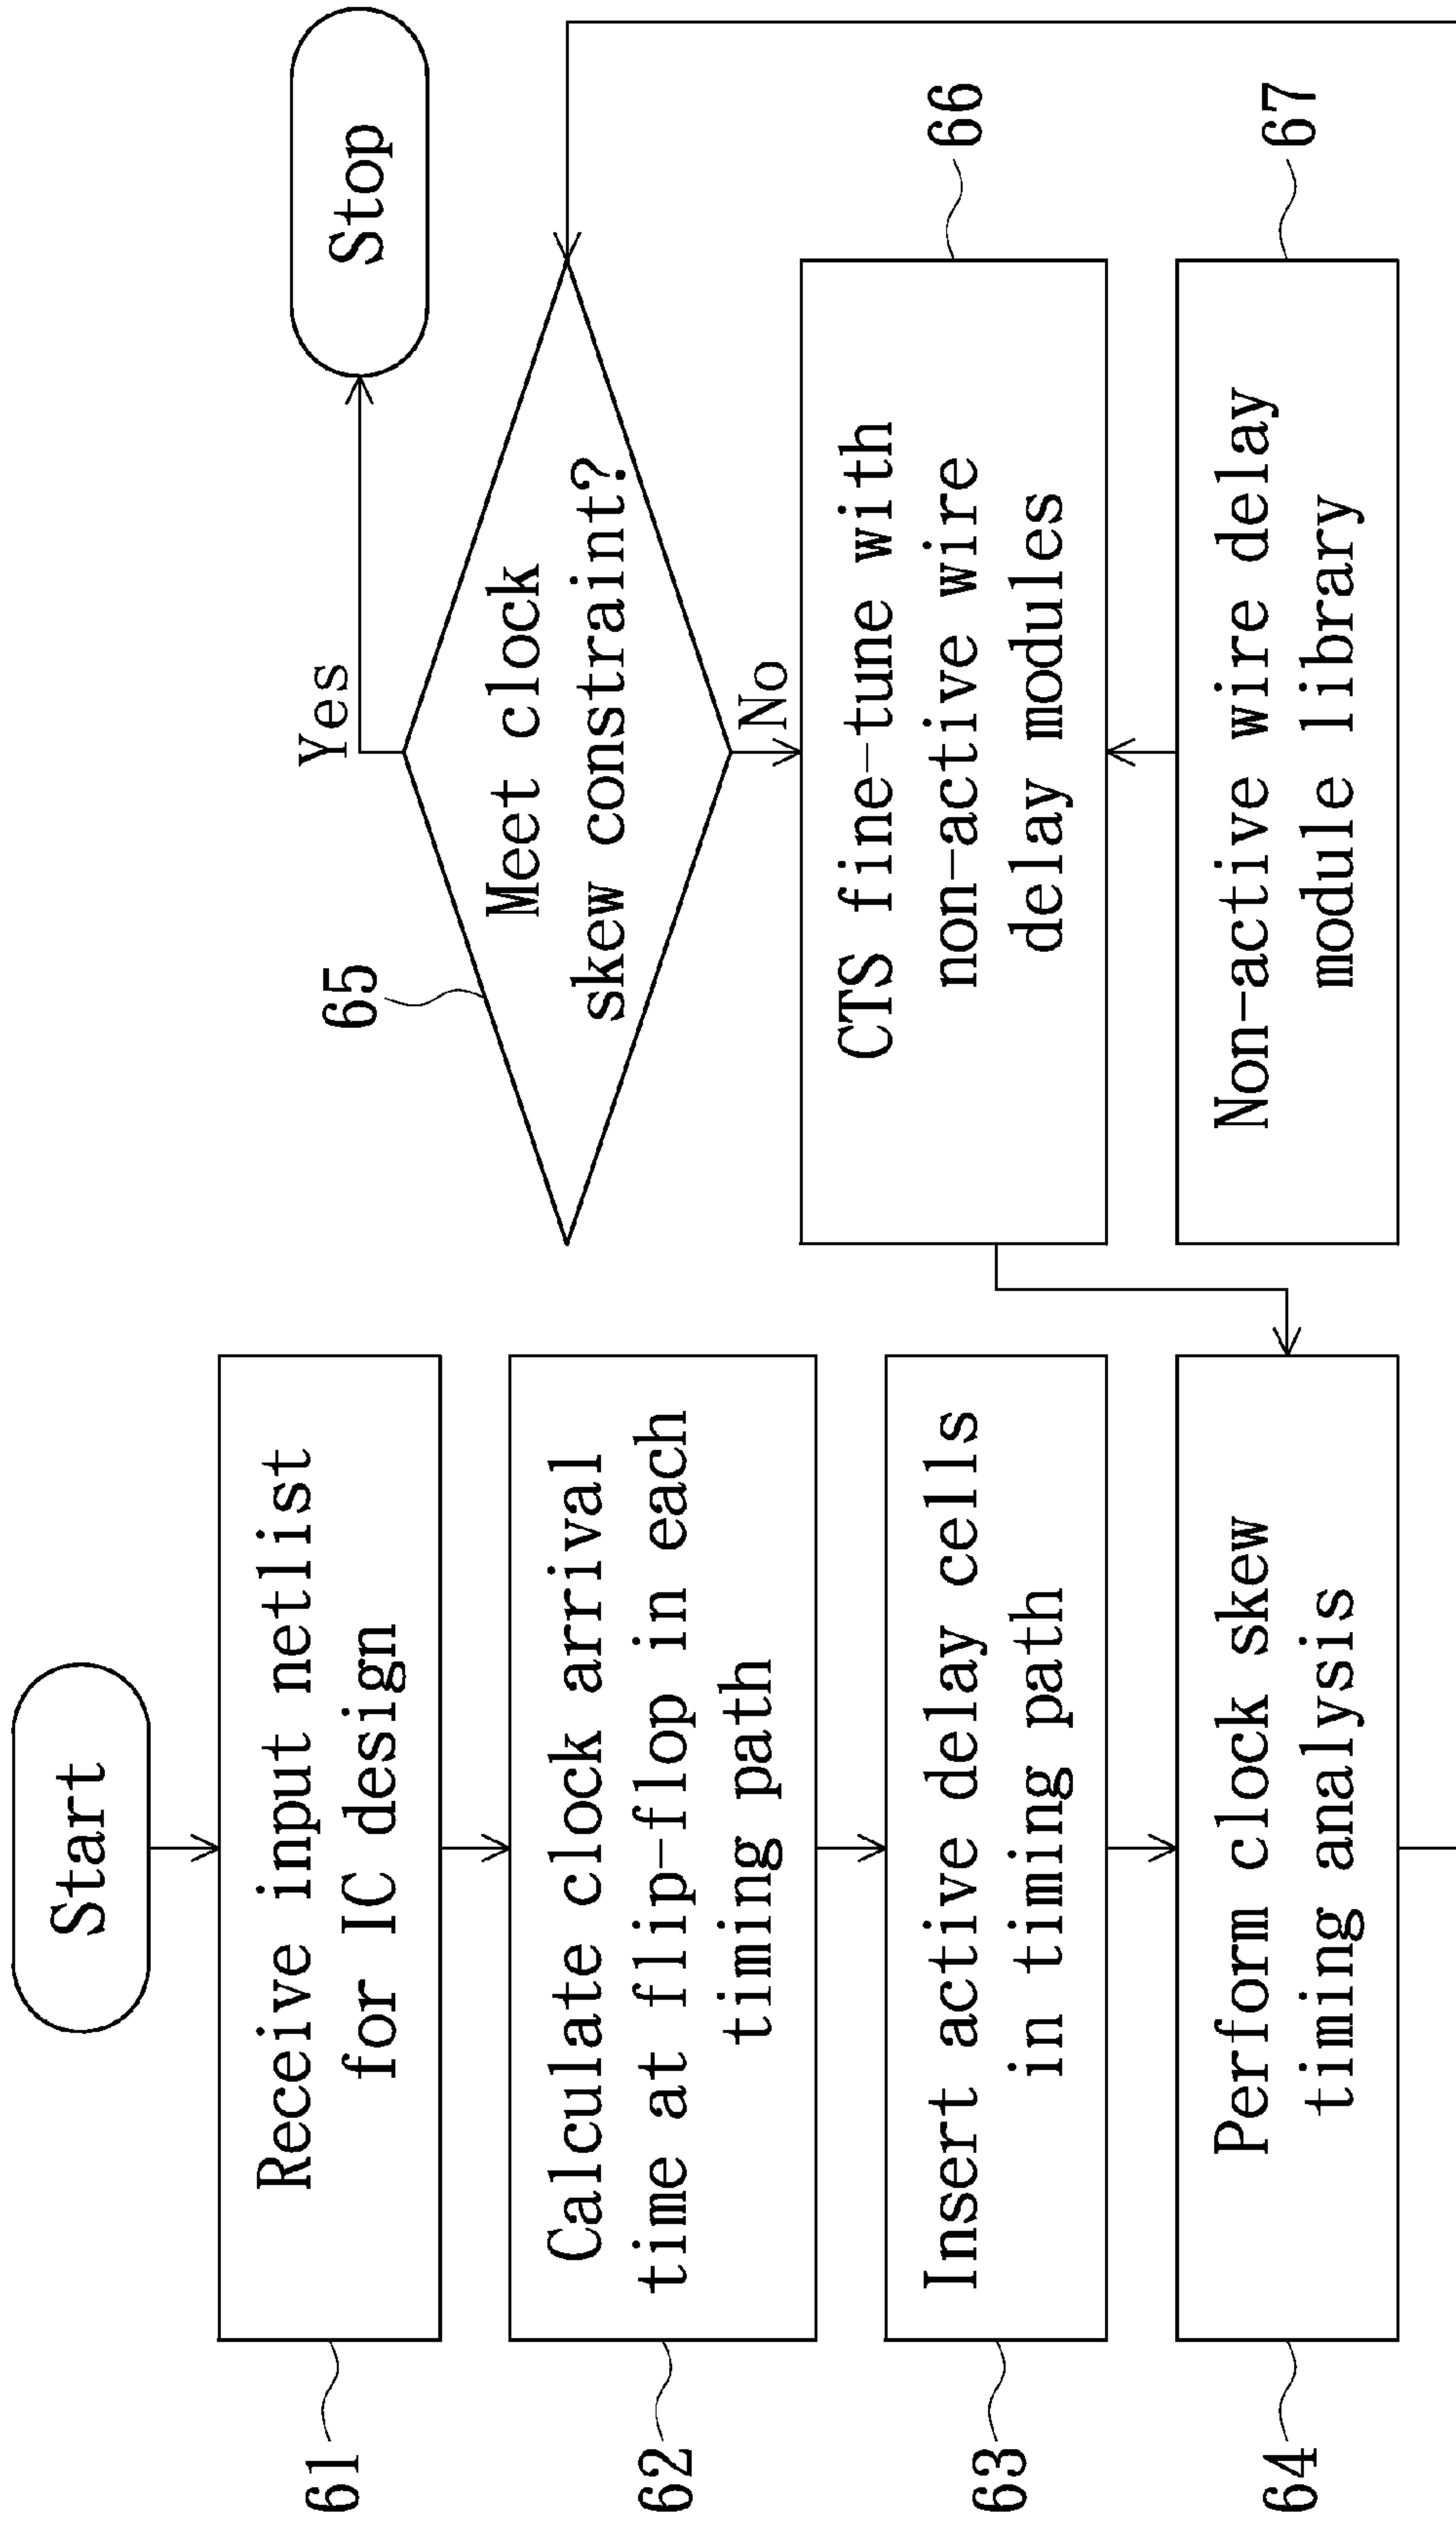 Start
61
Receive input netlist
for IC design
62
Calculate clock arrival
time at flip-flop in each
timing path
63
Insert active delay cells
in timing path
64
Perform clock skew
timing analysis
Stop
Yes
65
Meet clock
skew constraint?
No
CTS fine-tune with
non-active wire
delay modules
66
Non-active wire delay
module library
67